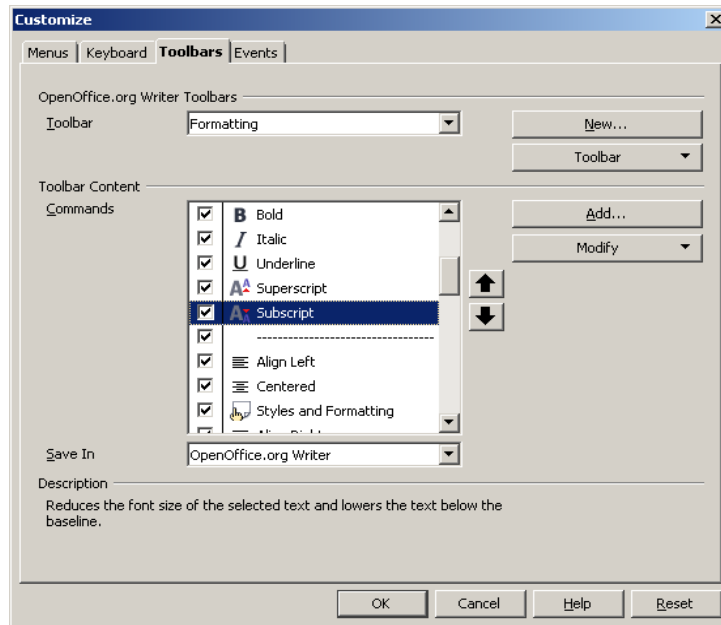 Customize
Menus Keyboard Toolbars Events
OpenOffice.org Writer Toolbars
Toolbar Formatting New...
Toolbar
Toolbar Content
Commands Add...
Modify
Bold
Italic
Underline
Superscript
Subscript
---------------------------------
Align Left
Centered
Styles and Formatting
Save In OpenOffice.org Writer
Description
Reduces the font size of the selected text and lowers the text below the
baseline.
OK Cancel Help Reset